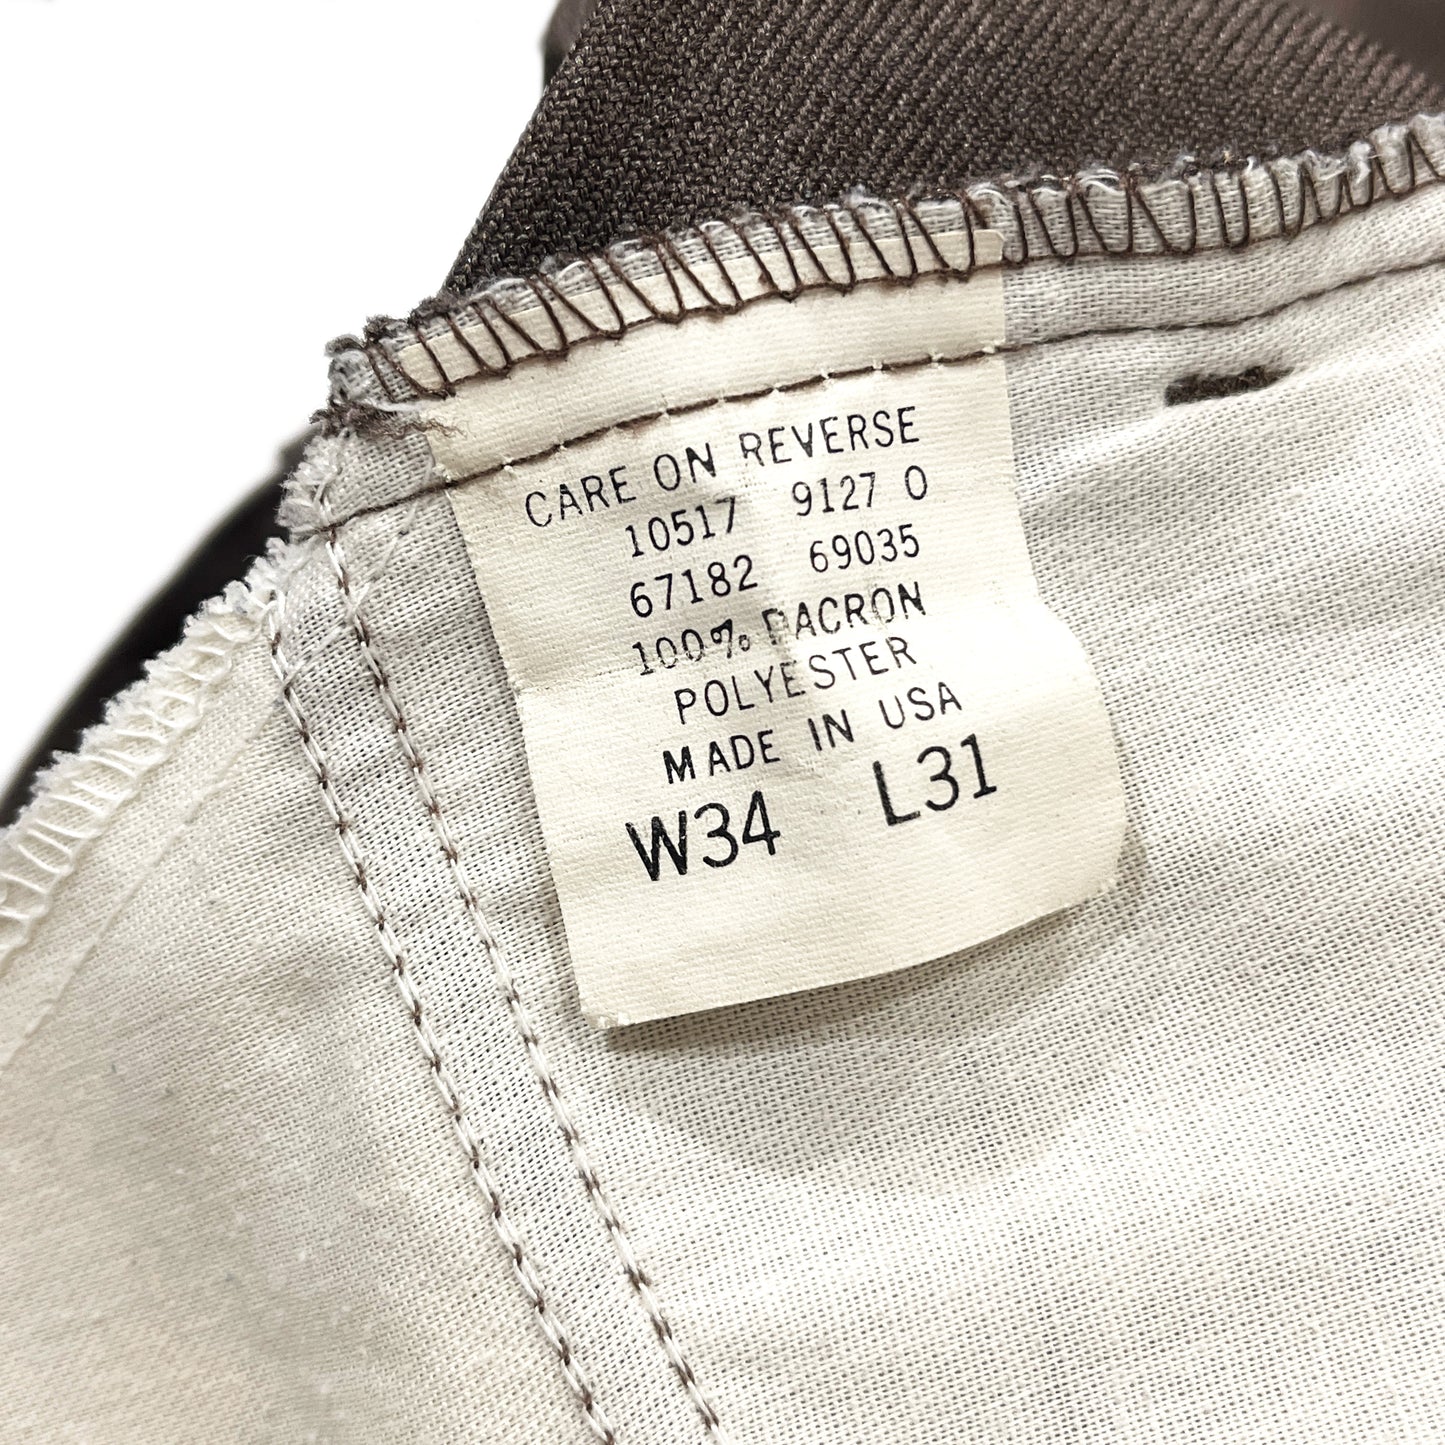 CARE ON REVERSE
10517 9127 0
67182 69035
100% DACRON
POLYESTER
MADE IN USA
W34 L31